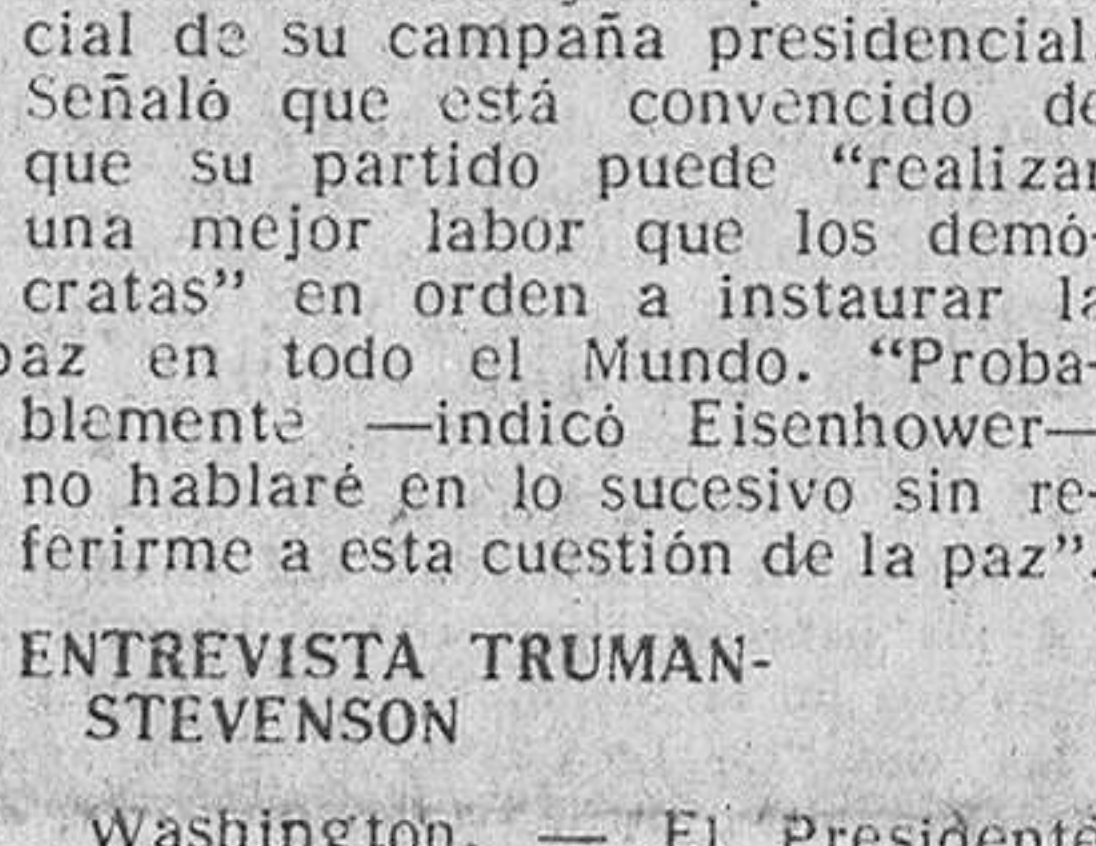 cial de su campaña presidencial.
Señaló que está convencido de
que su partido puede “realizar
una mejor labor que los demó-
cratas” en orden a instaurar la
paz en todo el Mundo. “Proba-
blemente —indicó Eisenhower—
no hablaré en lo sucesivo sin re-
ferirme a esta cuestión de la paz”.
ENTREVISTA TRUMAN-
STEVENSON
Washington. — El Presidente